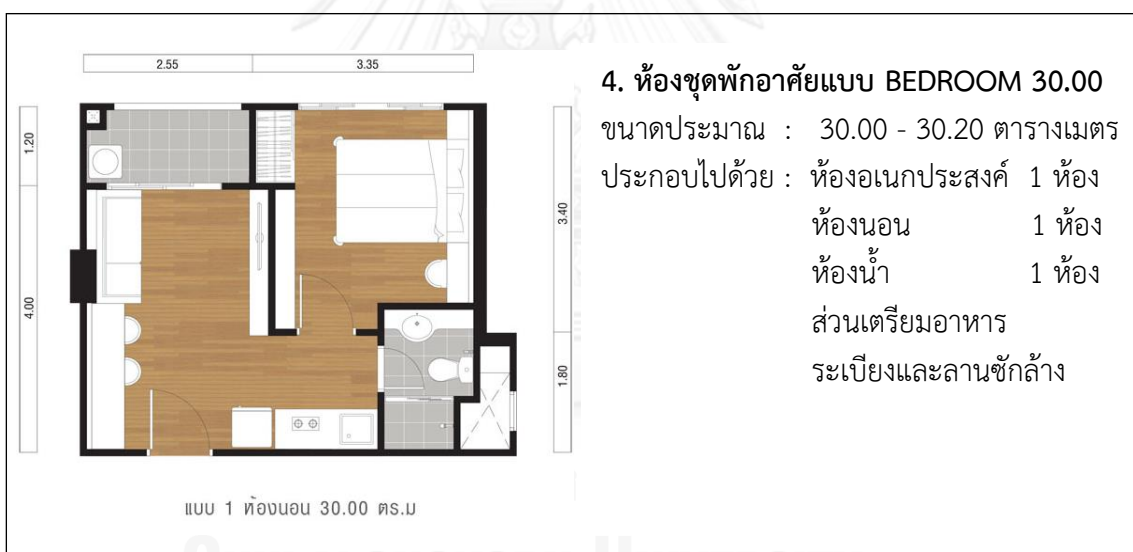 2.55 3.35
1.20
4.00
3.40
1.80
แบบ 1 ห้องนอน 30.00 ตร.ม
4. ห้องชุดพักอาศัยแบบ BEDROOM 30.00
ขนาดประมาณ : 30.00 - 30.20 ตารางเมตร
ประกอบไปด้วย : ห้องอเนกประสงค์ 1 ห้อง
ห้องนอน 1 ห้อง
ห้องน้ำ 1 ห้อง
ส่วนเตรียมอาหาร
ระเบียงและลานซักล้าง